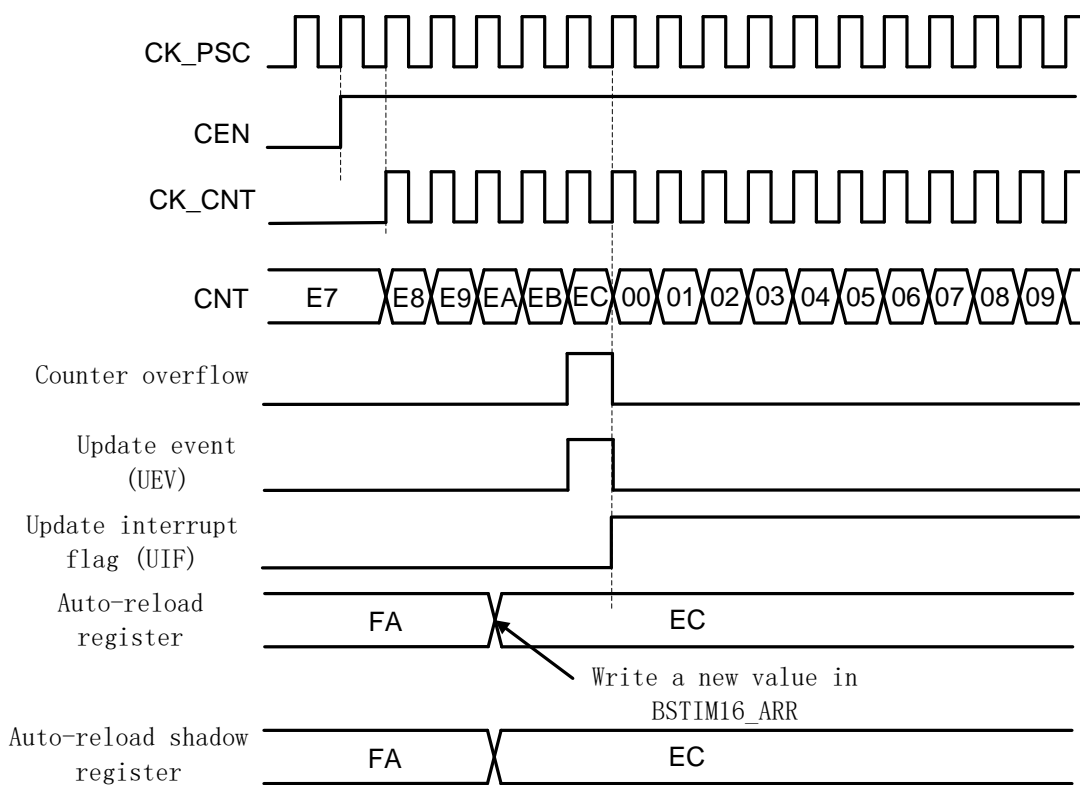 CK_PSC
CEN
CK_CNT
CNT E7 E8 E9 EA EB EC 00 01 02 03 04 05 06 07 08 09
Counter overflow
Update event
(UEV)
Update interrupt
flag (UIF)
Auto-reload
register
FA EC
Write a new value in
BSTIM16_ARR
Auto-reload shadow
register
FA EC